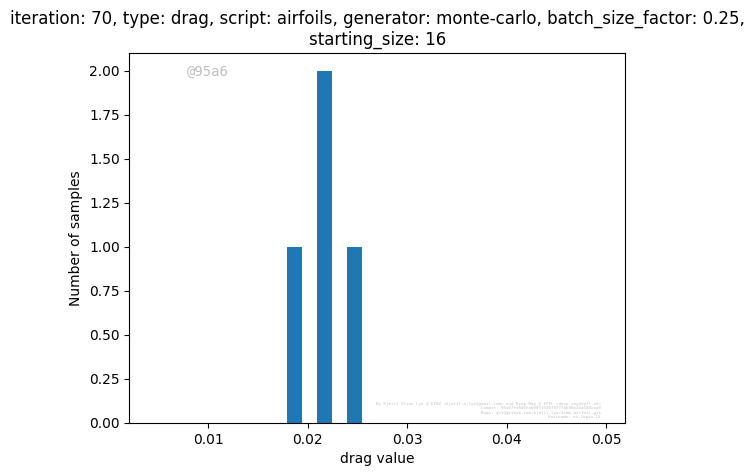 iteration: 70, type: drag, script: airfoils, generator: monte-carlo, batch_size_factor: 0.25,
starting_size: 16
@95a6
2.00
1.75
1.50
1.25
1.00
0.75
0.50
0.25
0.00
Number of samples
0.01
0.02
0.03
0.04
0.05
drag value